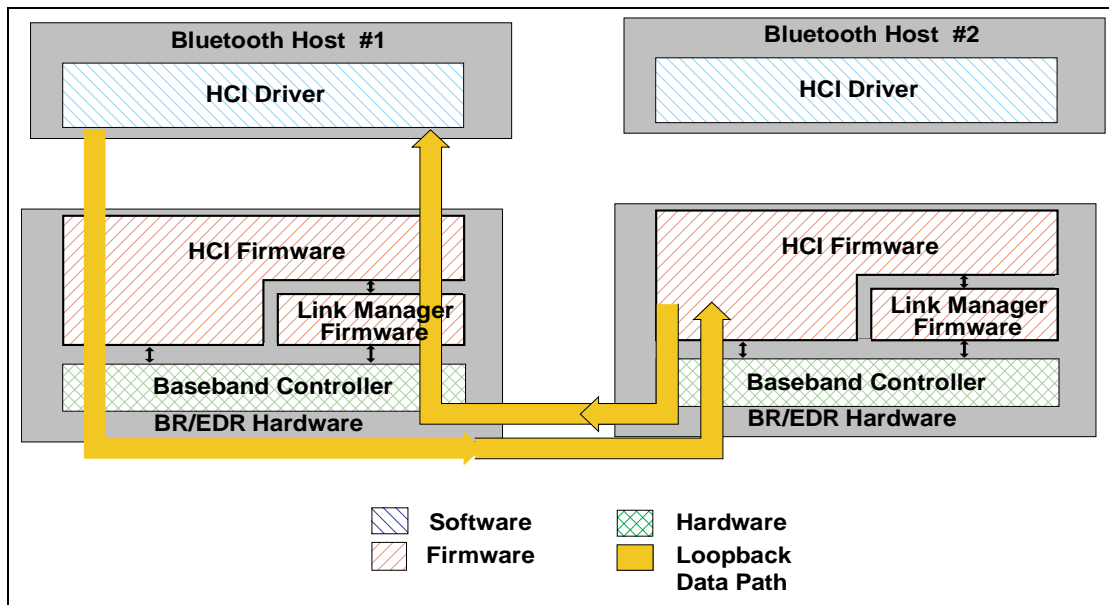 Bluetooth Host #1
HCI Driver
HCI Firmware
Link Manager
Firmware
Baseband Controller
BR/EDR Hardware
Bluetooth Host #2
HCI Driver
HCI Firmware
Link Manager
Firmware
Baseband Controller
BR/EDR Hardware
Software
Firmware
Hardware
Loopback
Data Path